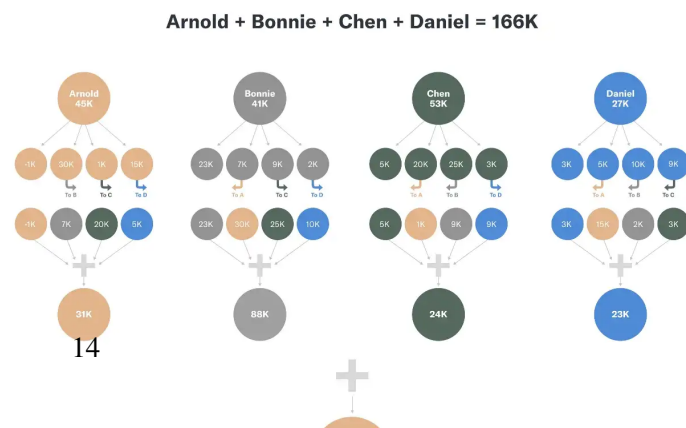 Arnold + Bonnie + Chen + Daniel = 166K
Arnold
45K
Bonnie
41K
Chen
53K
Daniel
27K
-1K 30K 1K 15K
23K 7K 9K 2K
5K 20K 25K 3K
3K 5K 10K 9K
To B To C To D
To A To C To D
To A To B To D
To A To B To C
-1K 7K 20K 5K
23K 30K 25K 10K
5K 1K 9K 9K
3K 15K 2K 3K
+ + + +
31K 88K 24K 23K
14
+